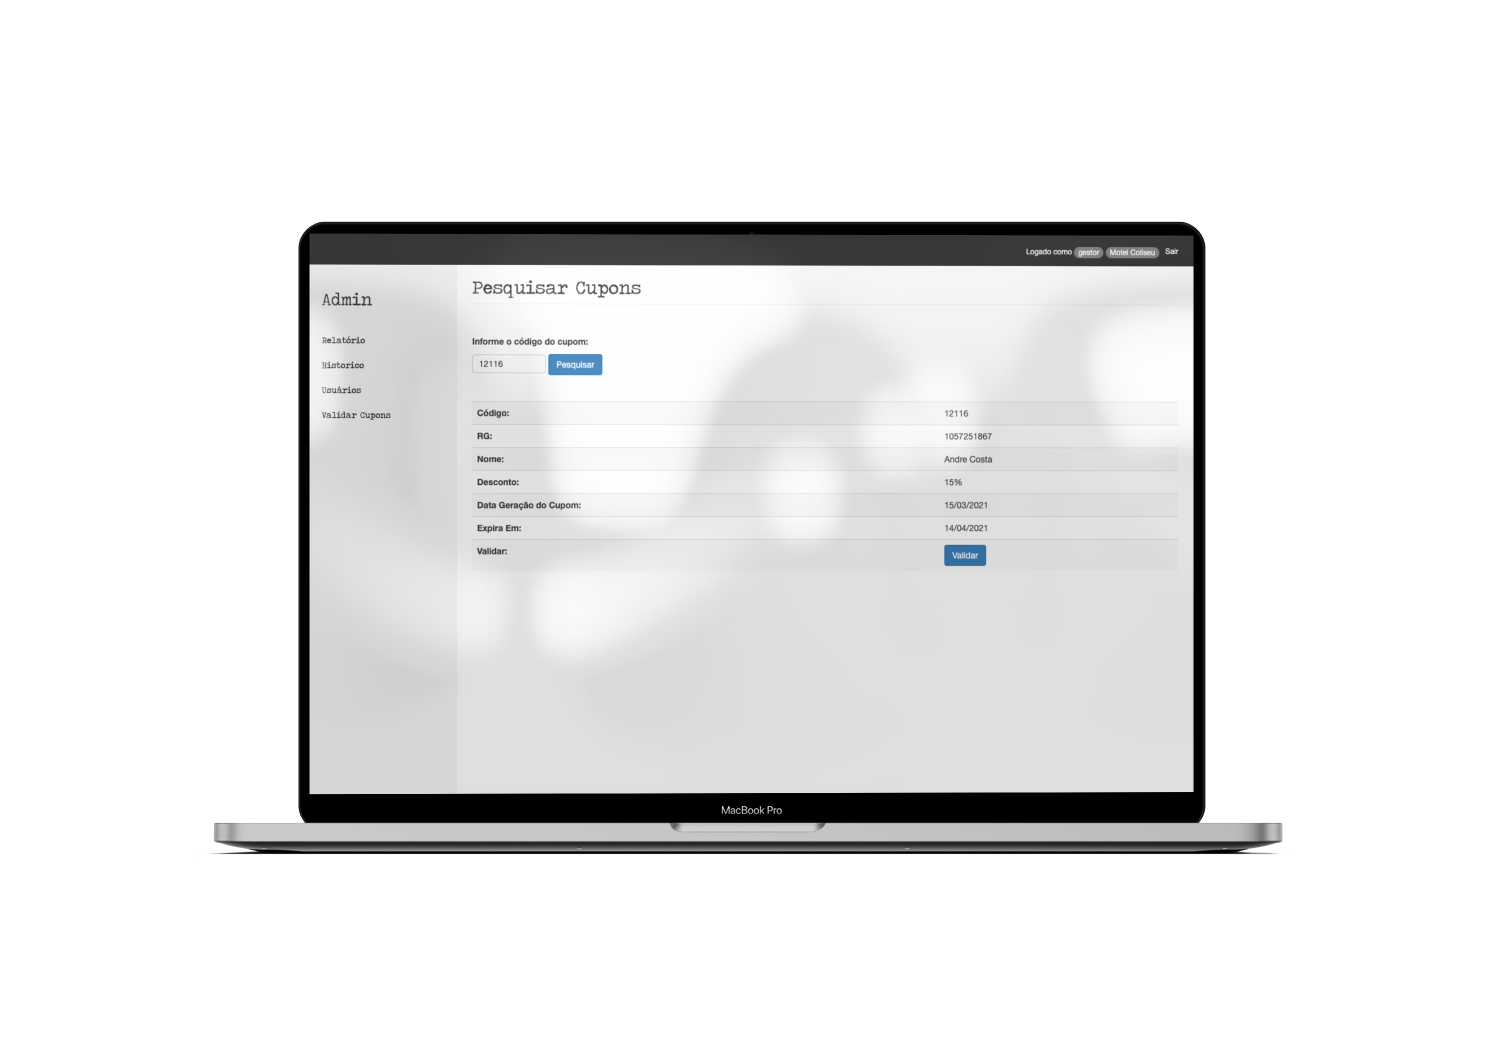 Logado como gestor Motel Coliseu Sair
Admin
Relatório
Historico
Usuários
Validar Cupons
Pesquisar Cupons
Informe o código do cupom:
12116 Pesquisar
Código: 12116
RG: 1057251867
Nome: Andre Costa
Desconto: 15%
Data Geração do Cupom: 15/03/2021
Expira Em: 14/04/2021
Validar: Validar
MacBook Pro